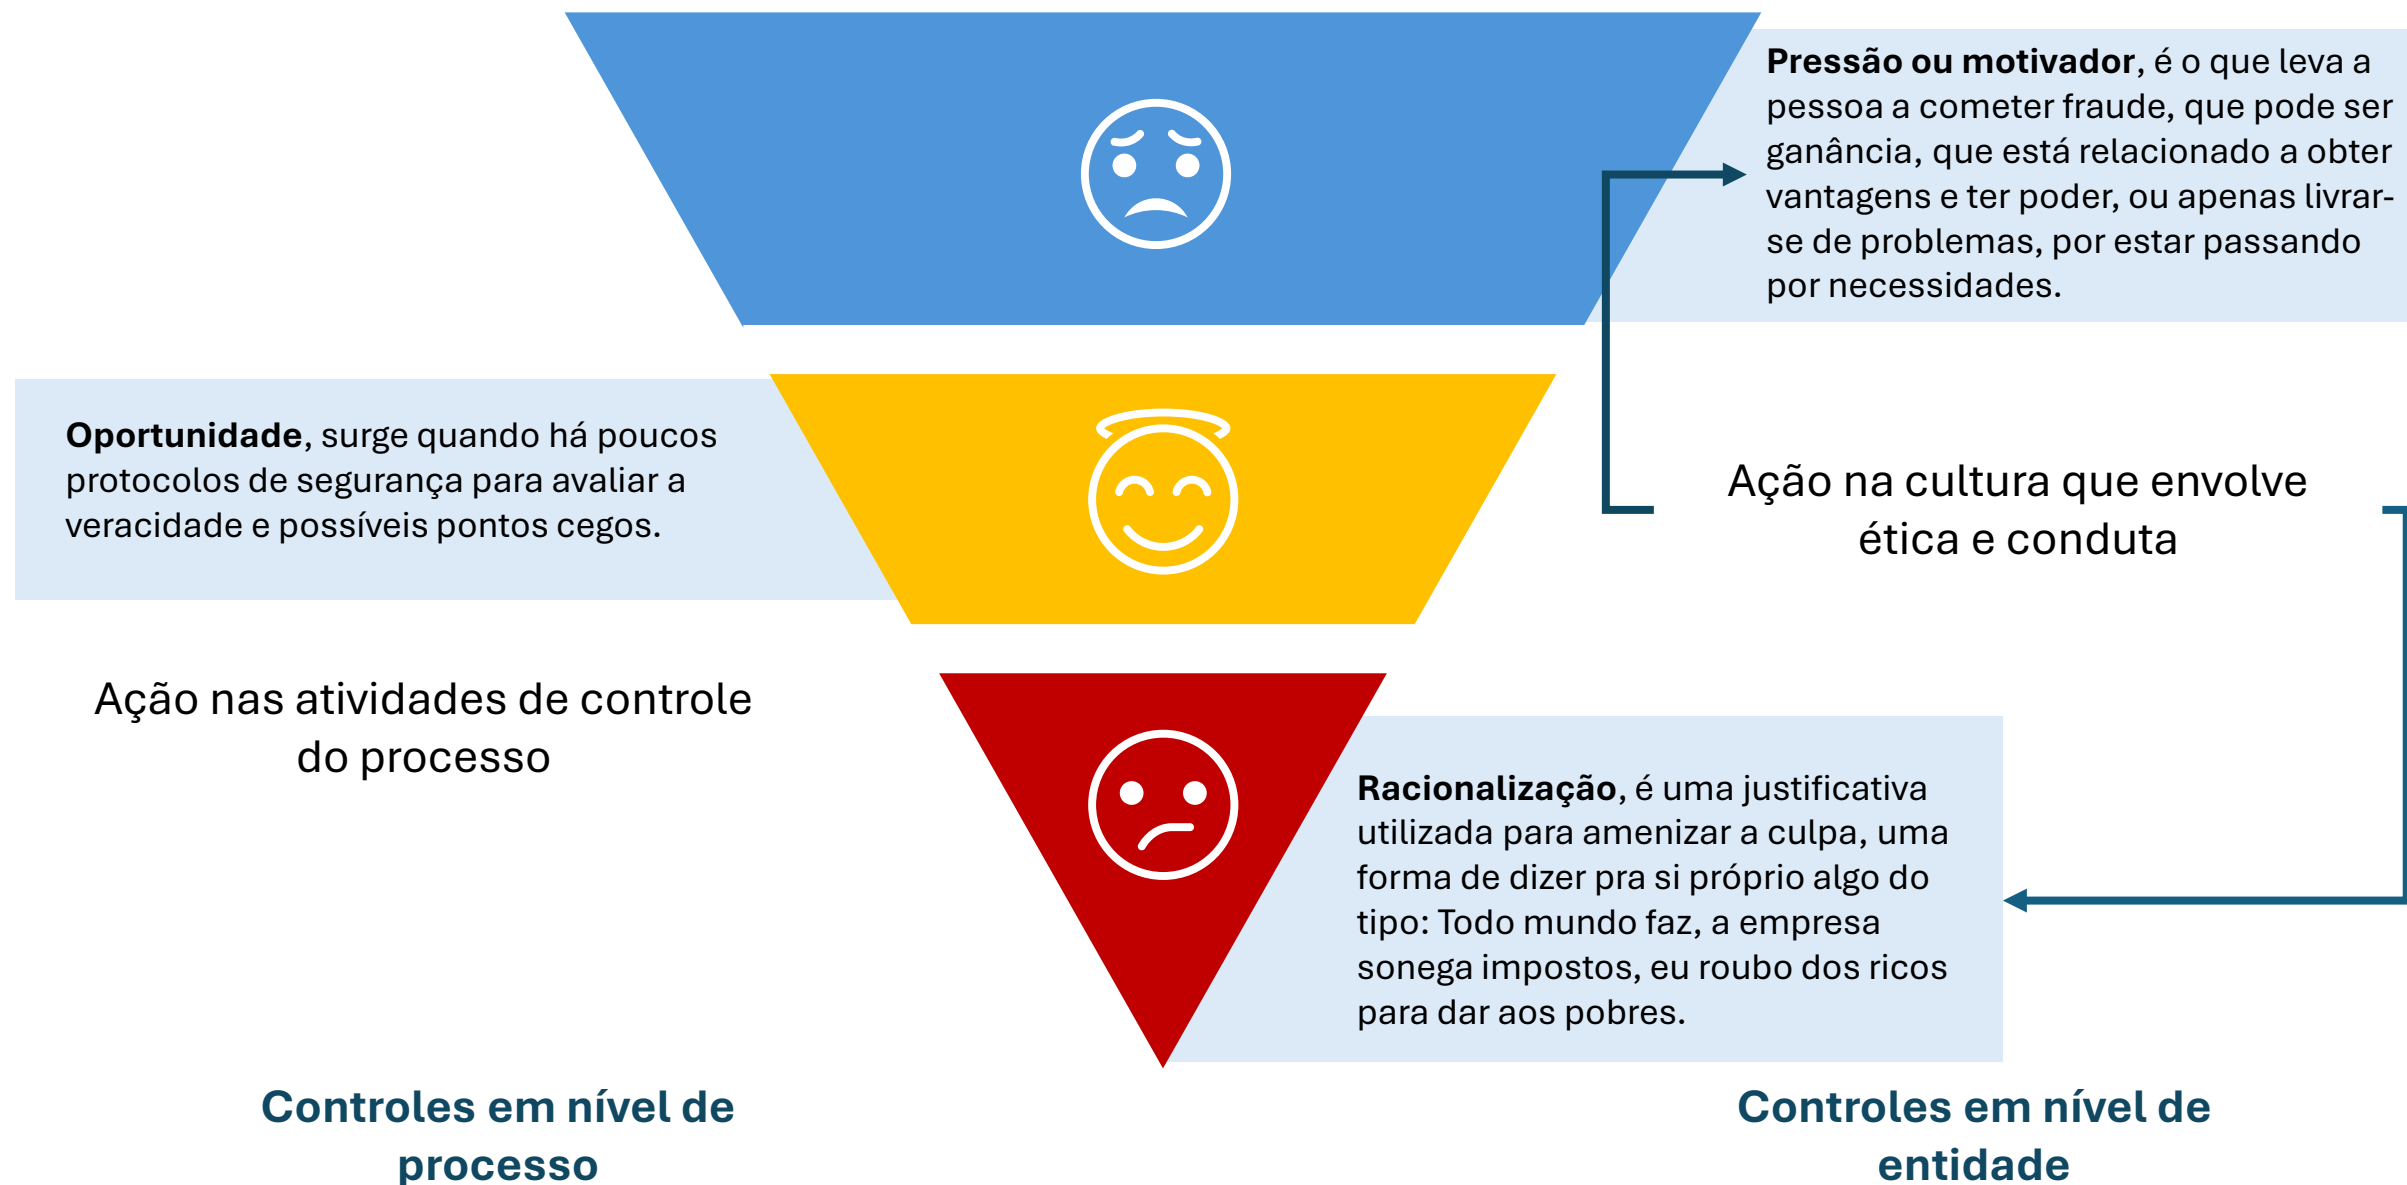 Pressão ou motivador, é o que leva a
pessoa a cometer fraude, que pode ser
ganância, que está relacionado a obter
vantagens e ter poder, ou apenas livrar-
se de problemas, por estar passando
por necessidades.
Oportunidade, surge quando há poucos
protocolos de segurança para avaliar a
veracidade e possíveis pontos cegos.
Ação na cultura que envolve
ética e conduta
Ação nas atividades de controle
do processo
Racionalização, é uma justificativa
utilizada para amenizar a culpa, uma
forma de dizer pra si próprio algo do
tipo: Todo mundo faz, a empresa
sonega impostos, eu roubo dos ricos
para dar aos pobres.
Controles em nível de
processo
Controles em nível de
entidade